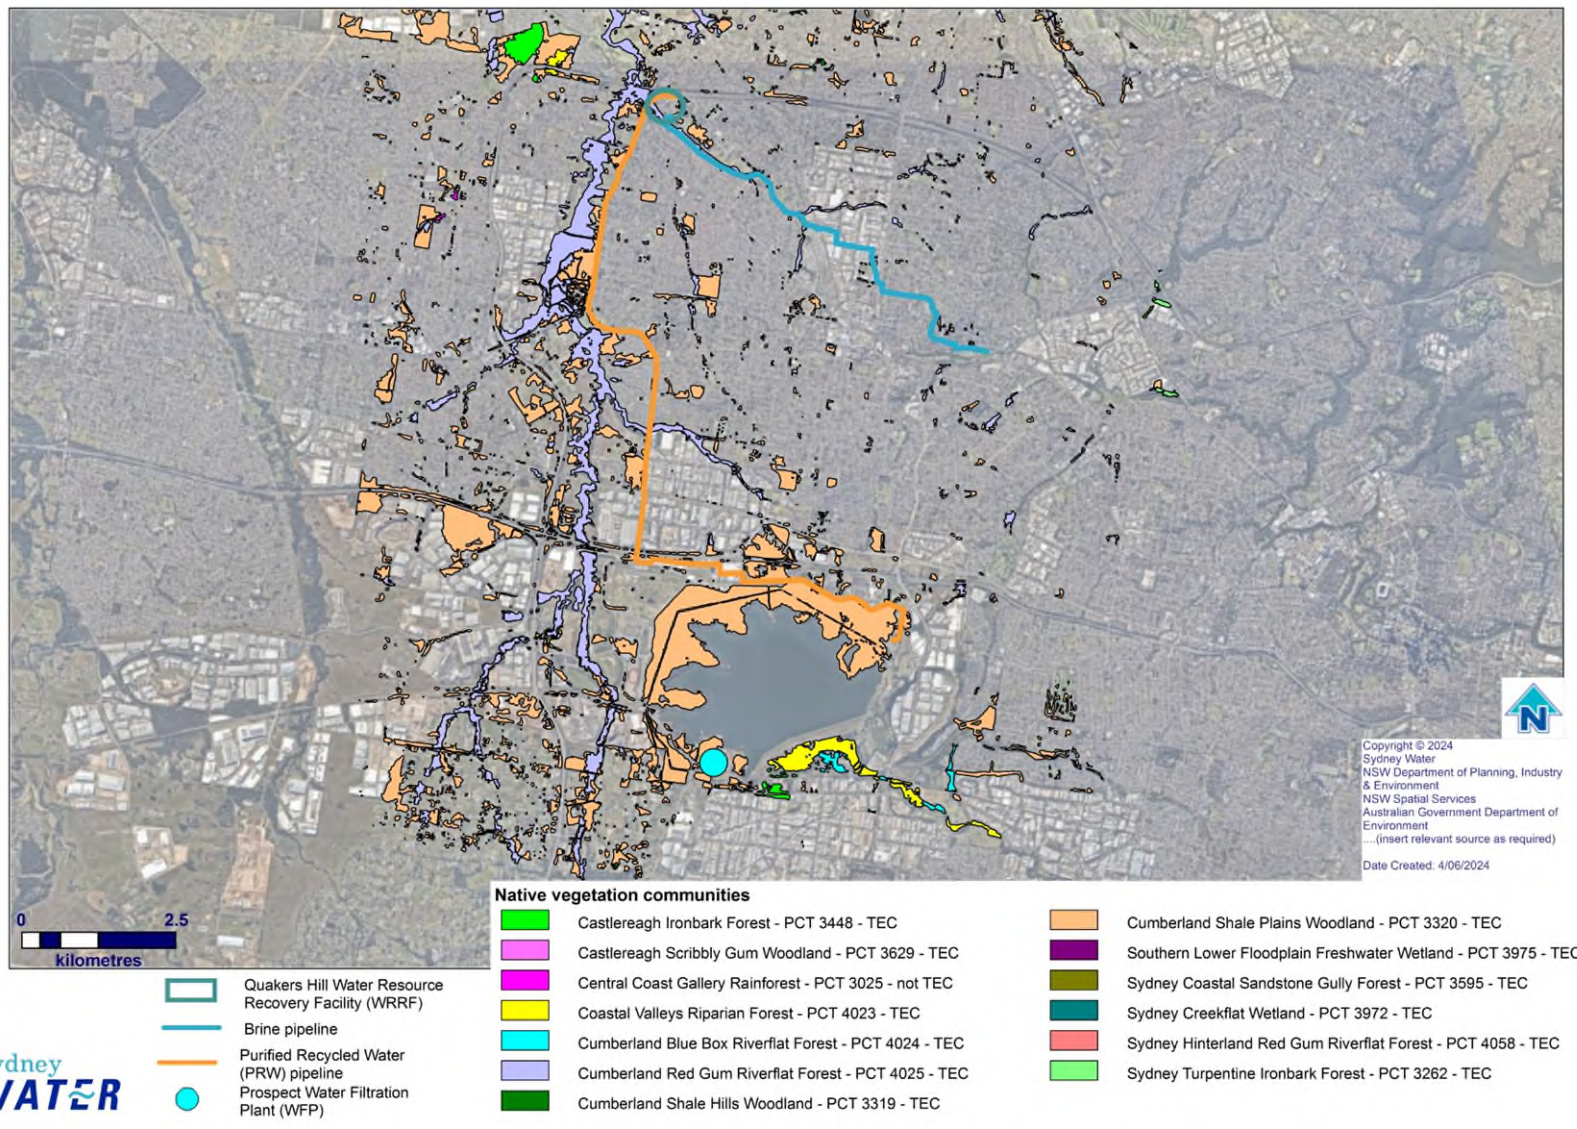 N
Copyright © 2024
Sydney Water
NSW Department of Planning, Industry
& Environment
NSW Spatial Services
Australian Government Department of
Environment
....(insert relevant source as required)
Date Created: 4/06/2024
0 2.5
kilometres
Quakers Hill Water Resource
Recovery Facility (WRRF)
Brine pipeline
Purified Recycled Water
(PRW) pipeline
Prospect Water Filtration
Plant (WFP)
ydney
WATER
Native vegetation communities
Castlereagh Ironbark Forest - PCT 3448 - TEC
Castlereagh Scribbly Gum Woodland - PCT 3629 - TEC
Central Coast Gallery Rainforest - PCT 3025 - not TEC
Coastal Valleys Riparian Forest - PCT 4023 - TEC
Cumberland Blue Box Riverflat Forest - PCT 4024 - TEC
Cumberland Red Gum Riverflat Forest - PCT 4025 - TEC
Cumberland Shale Hills Woodland - PCT 3319 - TEC
Cumberland Shale Plains Woodland - PCT 3320 - TEC
Southern Lower Floodplain Freshwater Wetland - PCT 3975 - TEC
Sydney Coastal Sandstone Gully Forest - PCT 3595 - TEC
Sydney Creekflat Wetland - PCT 3972 - TEC
Sydney Hinterland Red Gum Riverflat Forest - PCT 4058 - TEC
Sydney Turpentine Ironbark Forest - PCT 3262 - TEC